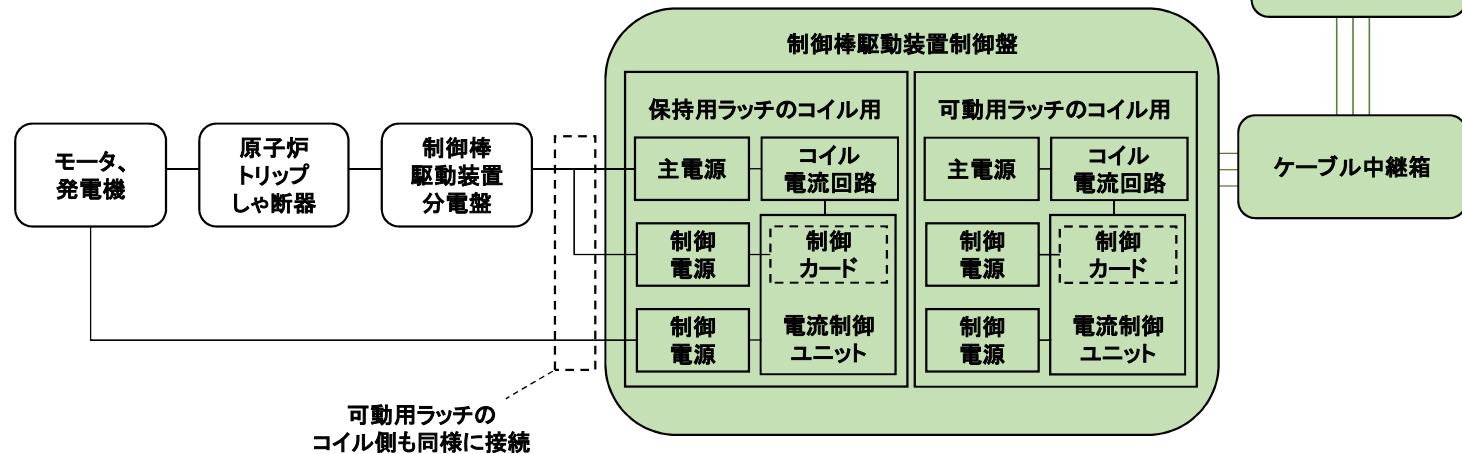 制御棒駆動装置制御盤
保持用ラッチのコイル用
可動用ラッチのコイル用
モータ、
発電機
原子炉
トリップ
しゃ断器
制御棒
駆動装置
分電盤
主電源
コイル
電流回路
主電源
コイル
電流回路
ケーブル中継箱
制御
電源
制御
カード
制御
電源
制御
カード
制御
電源
電流制御
ユニット
制御
電源
電流制御
ユニット
可動用ラッチの
コイル側も同様に接続